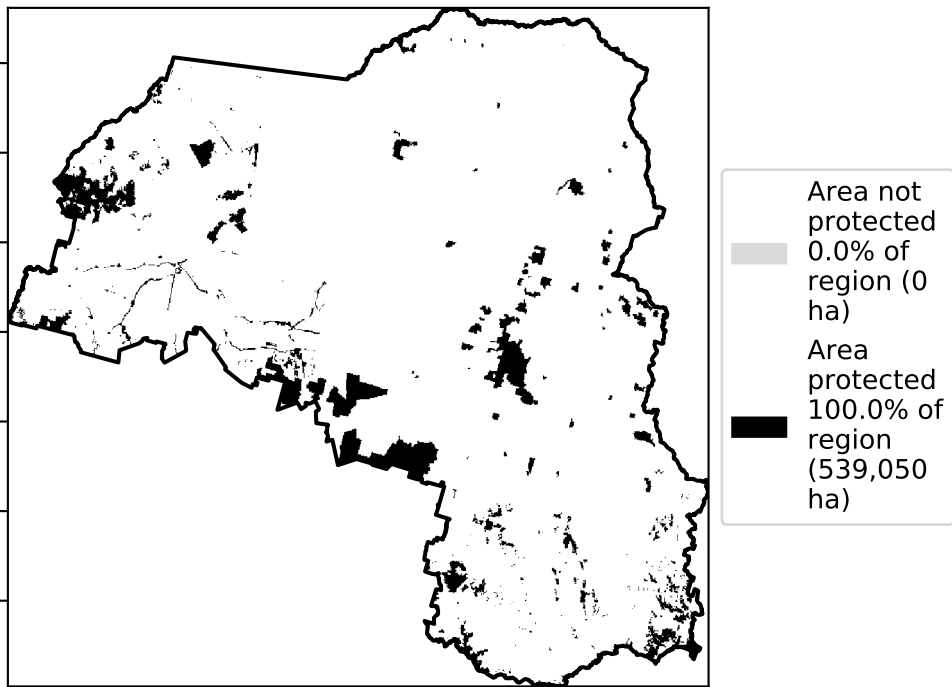 Area not
protected
0.0% of
region (0
ha)
Area
protected
100.0% of
region
(539,050
ha)